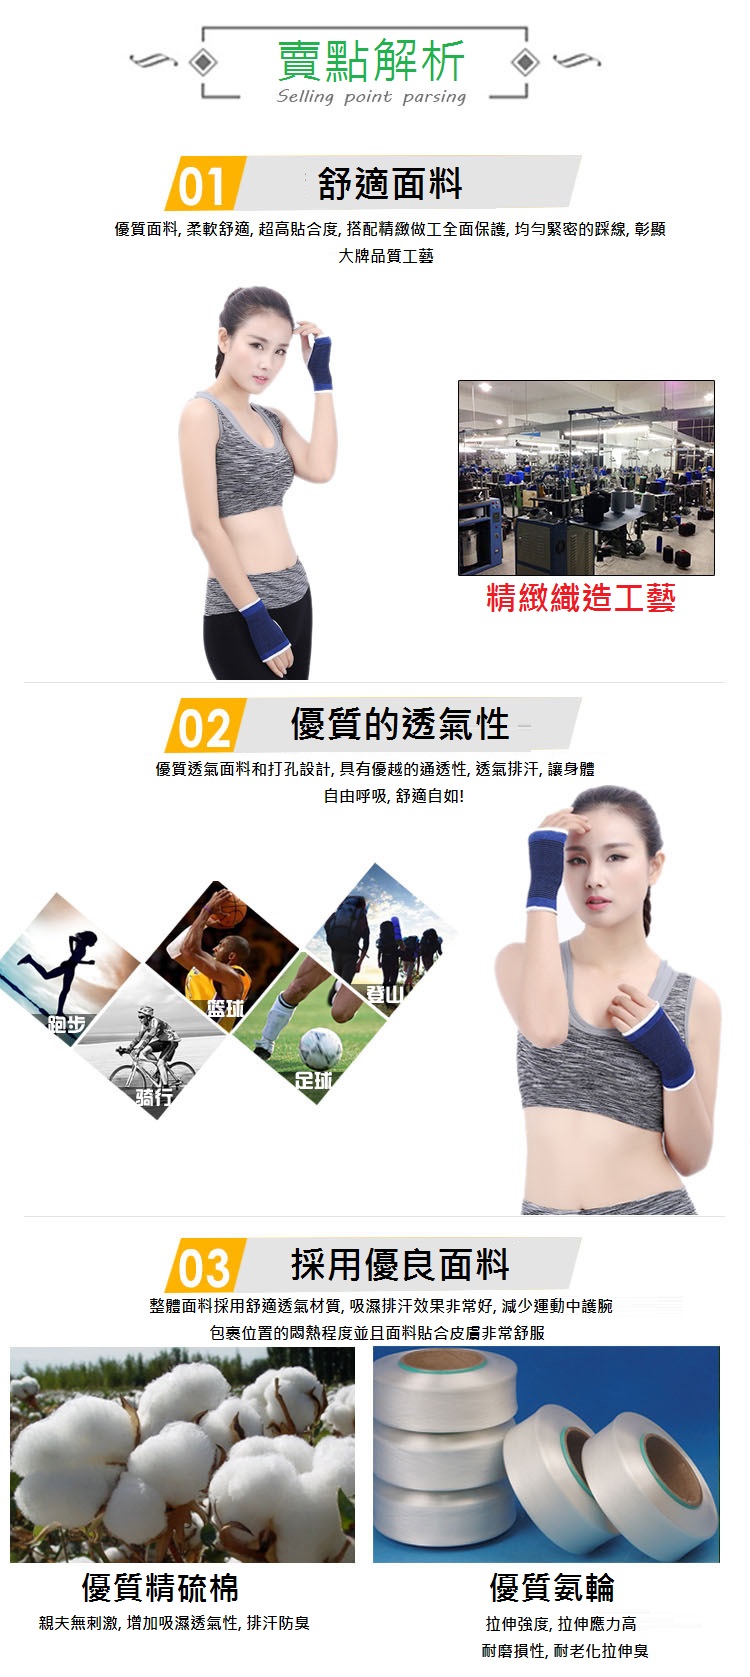 賣點解析
Selling point parsing
01 舒適面料
優質面料, 柔軟舒適, 超高貼合度, 搭配精緻做工全面保護, 均勻緊密的踩線, 彰顯
大牌品質工藝
精緻織造工藝
02 優質的透氣性
優質透氣面料和打孔設計, 具有優越的通透性, 透氣排汗, 讓身體
自由呼吸, 舒適自如!
跑步
騎行
籃球
足球
登山
03 採用優良面料
整體面料採用舒適透氣材質, 吸濕排汗效果非常好, 減少運動中護腕
包裹位置的悶熱程度並且面料貼合皮膚非常舒服
優質精硫棉
親夫無刺激, 增加吸濕透氣性, 排汗防臭
優質氨輪
拉伸強度, 拉伸應力高
耐磨損性, 耐老化拉伸臭